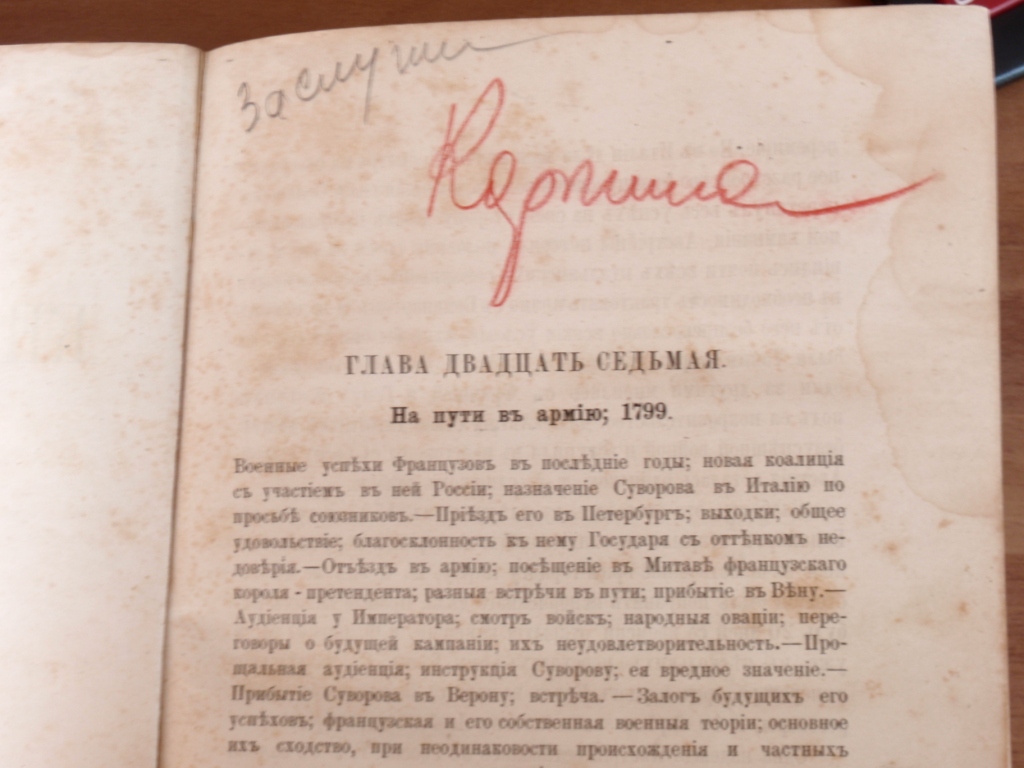 Заслуги
Картина
ГЛАВА ДВАДЦАТЬ СЕДЬМАЯ.
На пути въ армію; 1799.
Военные успѣхи Французовъ въ послѣдніе годы; новая коалиція
съ участіемъ въ ней Россіи; назначеніе Суворова въ Италію по
просьбѣ союзниковъ.—Пріѣздъ его въ Петербургъ; выходки; общее
удовольствіе; благосклонность къ нему Государя съ оттѣнкомъ не-
довѣрія.—Отъѣздъ въ армію; посѣщеніе въ Митавѣ французскаго
короля - претендента; разныя встрѣчи въ пути; прибытіе въ Вѣну.—
Аудіенція у Императора; смотръ войскъ; народныя оваціи; пере-
говоры о будущей кампаніи; ихъ неудовлетворительность.—Про-
щальная аудіенція; инструкція Суворову; ея вредное значеніе.—
Прибытіе Суворова въ Верону; встрѣча. — Залогъ будущихъ его
успѣховъ; французская и его собственная военныя теоріи; основное
ихъ сходство, при неодинаковости происхожденія и частныхъ